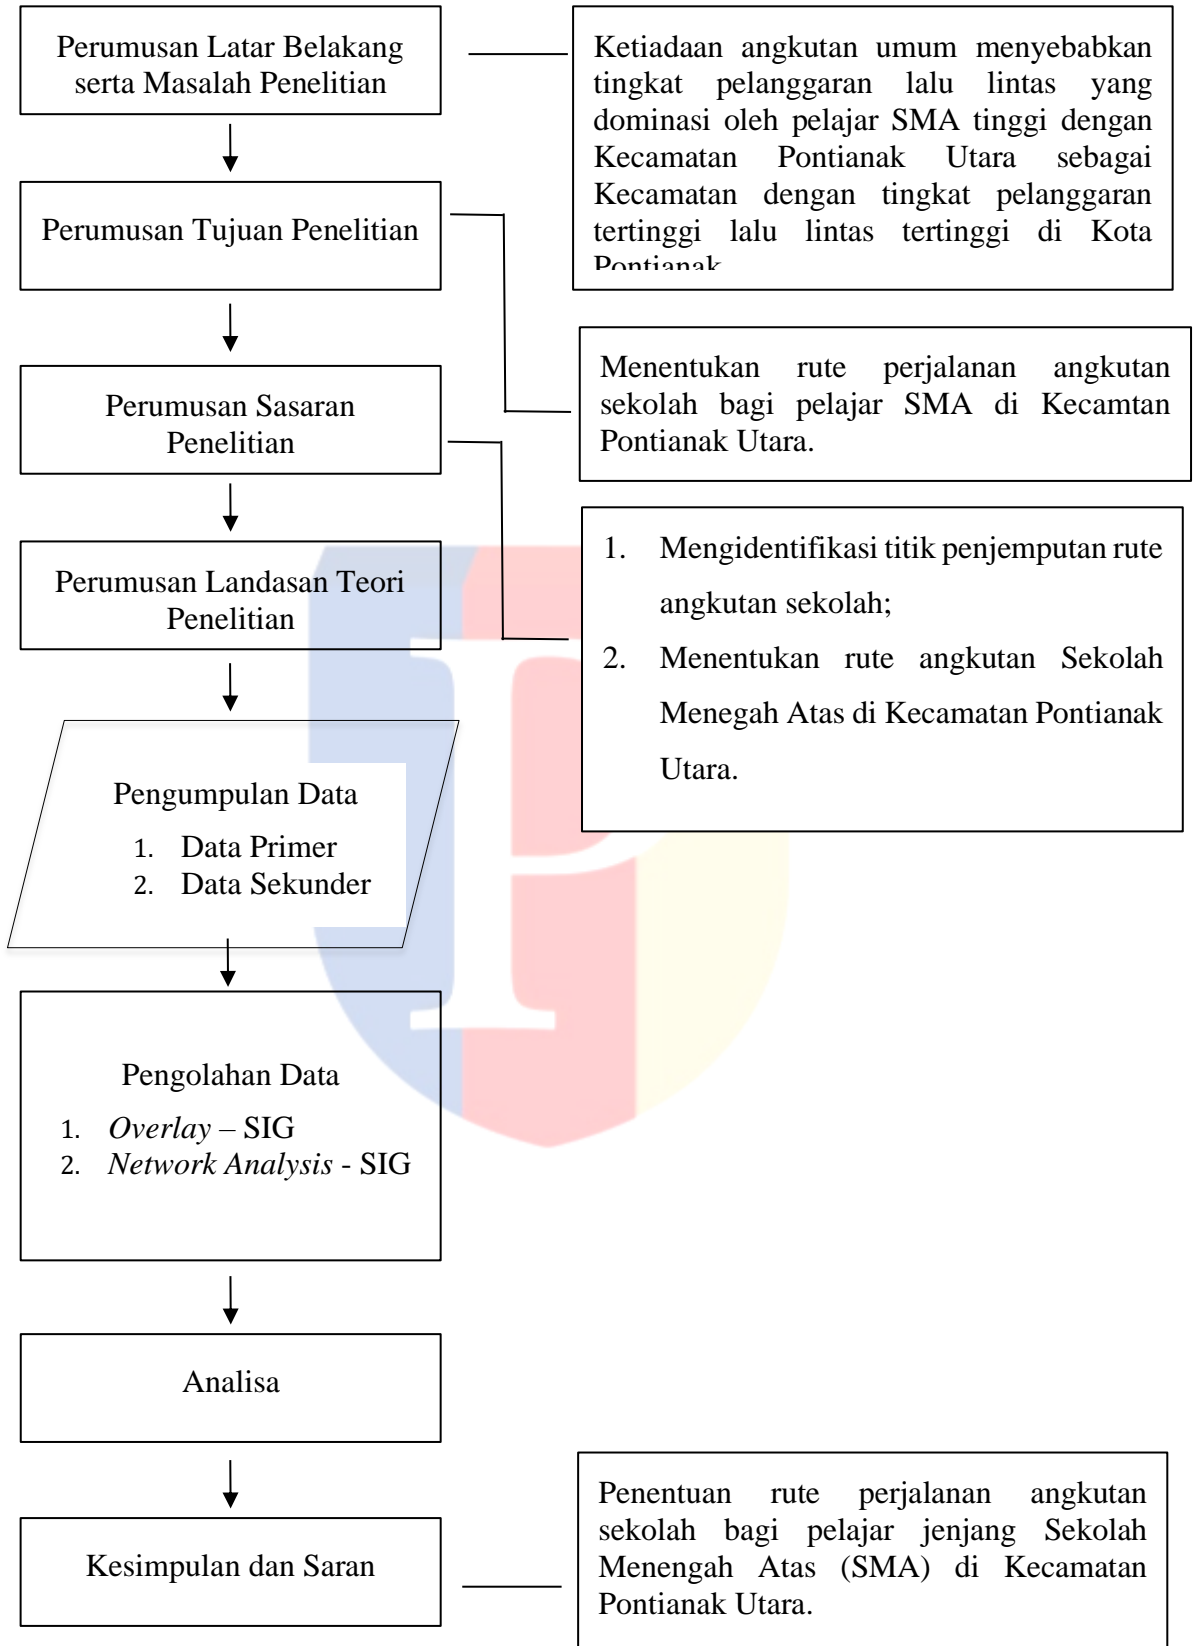 Perumusan Latar Belakang
serta Masalah Penelitian
Ketiadaan angkutan umum menyebabkan
tingkat pelanggaran lalu lintas yang
dominasi oleh pelajar SMA tinggi dengan
Kecamatan Pontianak Utara sebagai
Kecamatan dengan tingkat pelanggaran
tertinggi lalu lintas tertinggi di Kota
Pontianak
Perumusan Tujuan Penelitian
Menentukan rute perjalanan angkutan
sekolah bagi pelajar SMA di Kecamtan
Pontianak Utara.
Perumusan Sasaran
Penelitian
1. Mengidentifikasi titik penjemputan rute
angkutan sekolah;
2. Menentukan rute angkutan Sekolah
Menegah Atas di Kecamatan Pontianak
Utara.
Perumusan Landasan Teori
Penelitian
Pengumpulan Data
1. Data Primer
2. Data Sekunder
Pengolahan Data
1. Overlay – SIG
2. Network Analysis - SIG
Analisa
Kesimpulan dan Saran
Penentuan rute perjalanan angkutan
sekolah bagi pelajar jenjang Sekolah
Menengah Atas (SMA) di Kecamatan
Pontianak Utara.